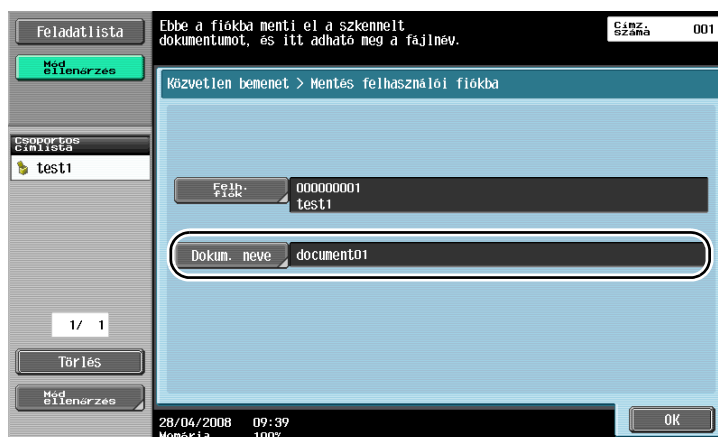 Feladatlista
Ebbe a fiókba menti el a szkennelt
dokumentumot, és itt adható meg a fájlnév.
Címz.
száma
001
Mód
ellenőrzés
Közvetlen bemenet > Mentés felhasználói fiókba
Csoportos
címlista
test1
Felh.
fiók
000000001
test1
Dokum. neve
document01
1/ 1
Törlés
Mód
ellenőrzés
28/04/2008 09:39
Memória 100%
OK